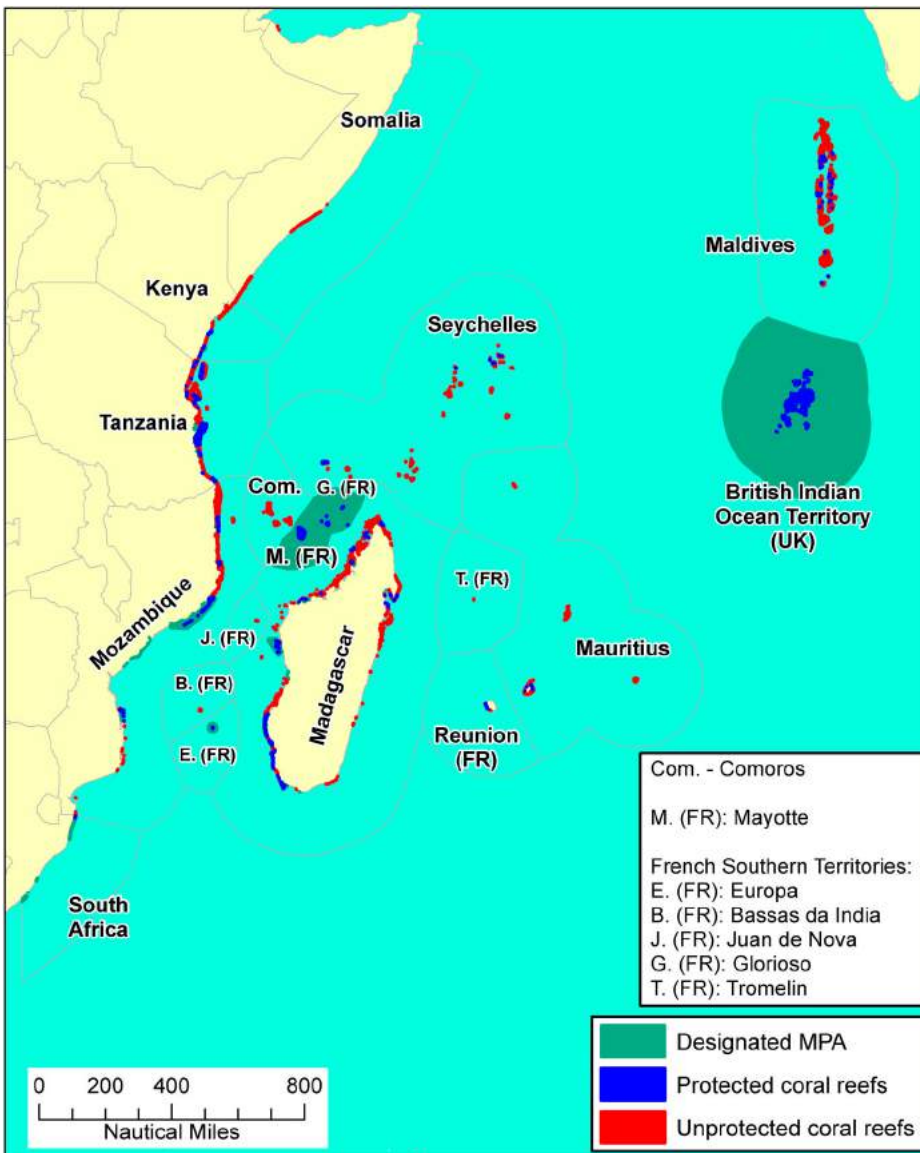 Somalia
Maldives
Kenya
Seychelles
Tanzania
Com.
G. (FR)
British Indian
Ocean Territory
(UK)
M. (FR)
T. (FR)
Mozambique
J. (FR)
Mauritius
Madagascar
B. (FR)
Reunion
(FR)
E. (FR)
Com. - Comoros
M. (FR): Mayotte
French Southern Territories:
E. (FR): Europa
B. (FR): Bassas da India
J. (FR): Juan de Nova
G. (FR): Glorioso
T. (FR): Tromelin
South
Africa
Designated MPA
Protected coral reefs
Unprotected coral reefs
0 200 400 800
Nautical Miles